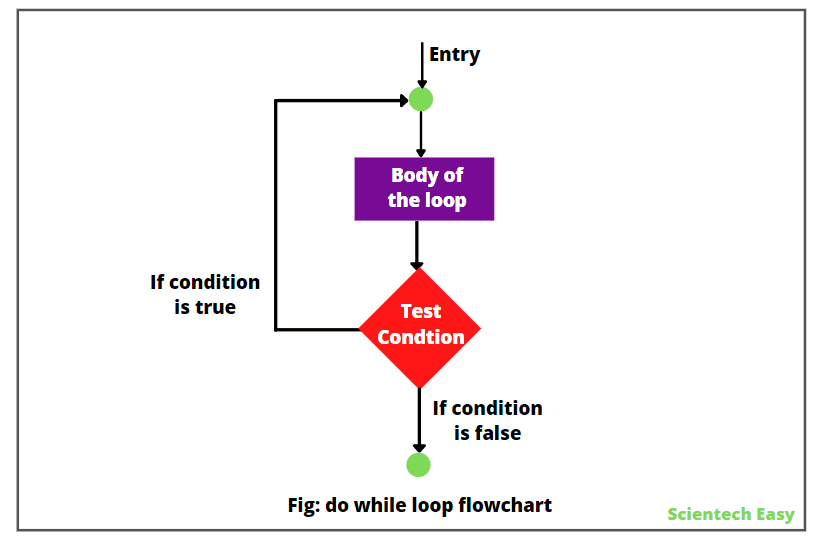 Entry
Body of
the loop
If condition
is true
Test
Condtion
If condition
is false
Fig: do while loop flowchart
Scientech Easy